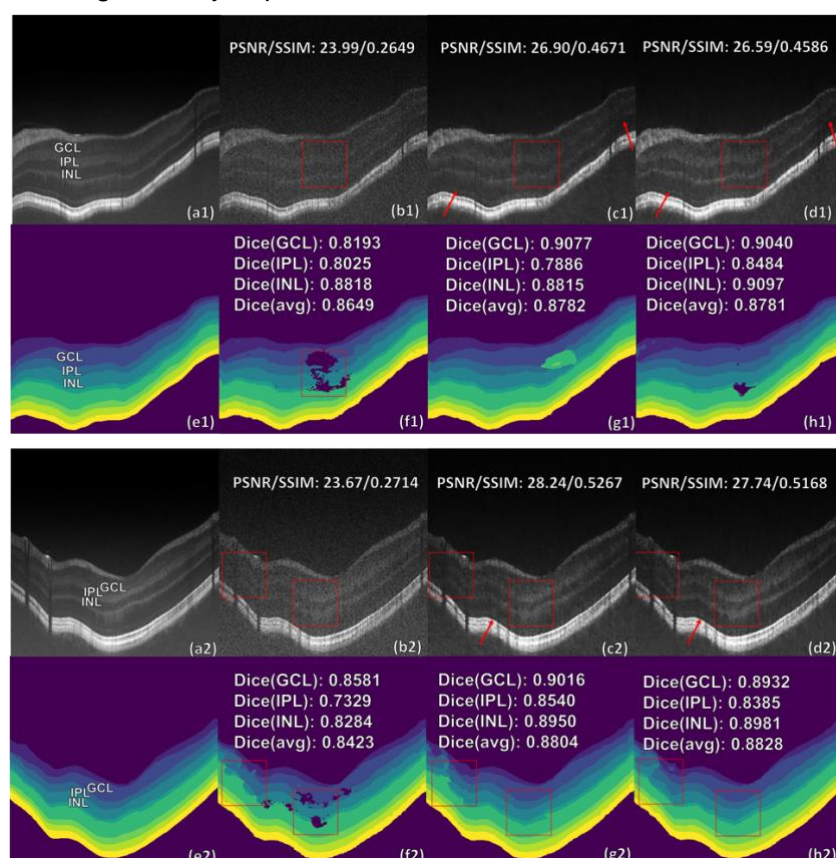 PSNR/SSIM: 23.99/0.2649
PSNR/SSIM: 26.90/0.4671
PSNR/SSIM: 26.59/0.4586
GCL
IPL
INL
(a1)
(b1)
(c1)
(d1)
Dice(GCL): 0.8193
Dice(IPL): 0.8025
Dice(INL): 0.8818
Dice(avg): 0.8649
Dice(GCL): 0.9077
Dice(IPL): 0.7886
Dice(INL): 0.8815
Dice(avg): 0.8782
Dice(GCL): 0.9040
Dice(IPL): 0.8484
Dice(INL): 0.9097
Dice(avg): 0.8781
GCL
IPL
INL
(e1)
(f1)
(g1)
(h1)
PSNR/SSIM: 23.67/0.2714
PSNR/SSIM: 28.24/0.5267
PSNR/SSIM: 27.74/0.5168
IPLGCL
INL
(a2)
(b2)
(c2)
(d2)
Dice(GCL): 0.8581
Dice(IPL): 0.7329
Dice(INL): 0.8284
Dice(avg): 0.8423
Dice(GCL): 0.9016
Dice(IPL): 0.8540
Dice(INL): 0.8950
Dice(avg): 0.8804
Dice(GCL): 0.8932
Dice(IPL): 0.8385
Dice(INL): 0.8981
Dice(avg): 0.8828
IPLGCL
INL
(e2)
(f2)
(g2)
(h2)